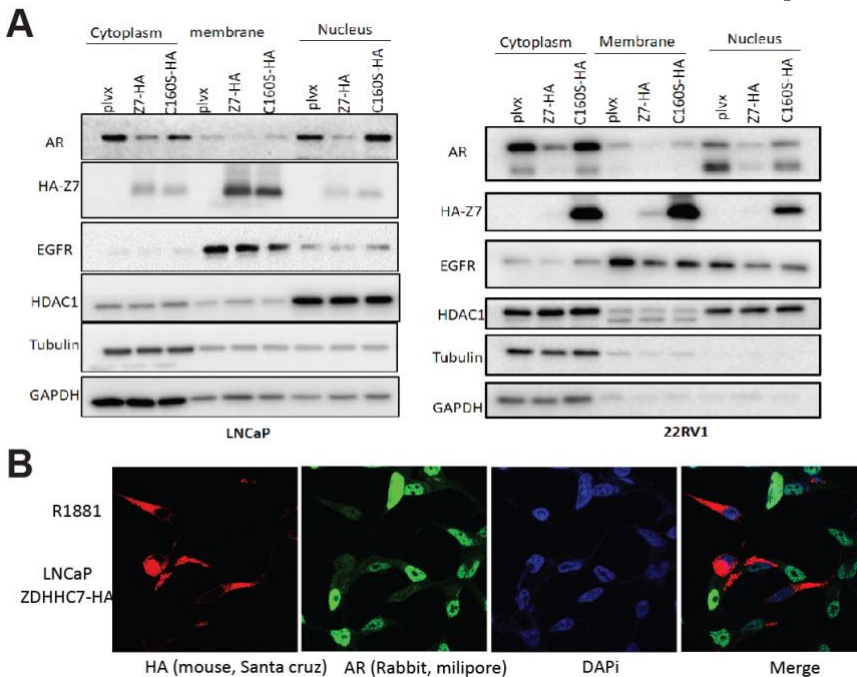 A
Cytoplasm membrane Nucleus
plvx Z7-HA C160S-HA plvx Z7-HA C160S-HA plvx Z7-HA C160S-HA
AR
HA-Z7
EGFR
HDAC1
Tubulin
GAPDH
LNCaP
Cytoplasm Membrane Nucleus
plvx Z7-HA C160S-HA plvx Z7-HA C160S-HA plvx Z7-HA C160S-HA
AR
HA-Z7
EGFR
HDAC1
Tubulin
GAPDH
22RV1
B
R1881
LNCaP
ZDHHC7-HA
HA (mouse, Santa cruz) AR (Rabbit, milipore) DAPi Merge